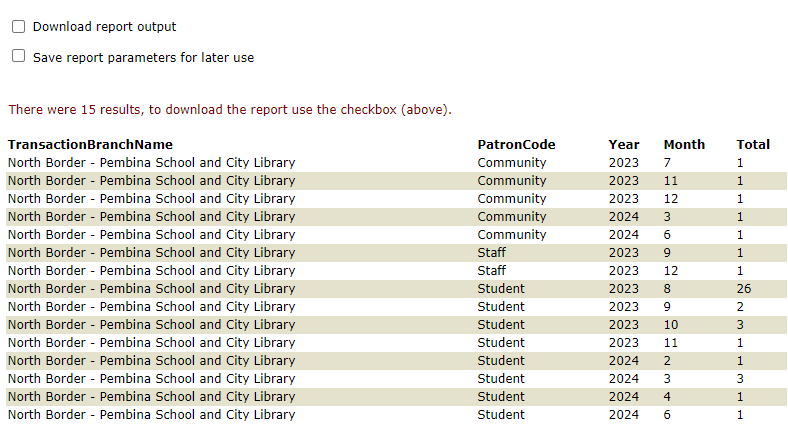 Download report output
Save report parameters for later use
There were 15 results, to download the report use the checkbox (above).
TransactionBranchName PatronCode Year Month Total
North Border - Pembina School and City Library Community 2023 7 1
North Border - Pembina School and City Library Community 2023 11 1
North Border - Pembina School and City Library Community 2023 12 1
North Border - Pembina School and City Library Community 2024 3 1
North Border - Pembina School and City Library Community 2024 6 1
North Border - Pembina School and City Library Staff 2023 9 1
North Border - Pembina School and City Library Staff 2023 12 1
North Border - Pembina School and City Library Student 2023 8 26
North Border - Pembina School and City Library Student 2023 9 2
North Border - Pembina School and City Library Student 2023 10 3
North Border - Pembina School and City Library Student 2023 11 1
North Border - Pembina School and City Library Student 2024 2 1
North Border - Pembina School and City Library Student 2024 3 3
North Border - Pembina School and City Library Student 2024 4 1
North Border - Pembina School and City Library Student 2024 6 1